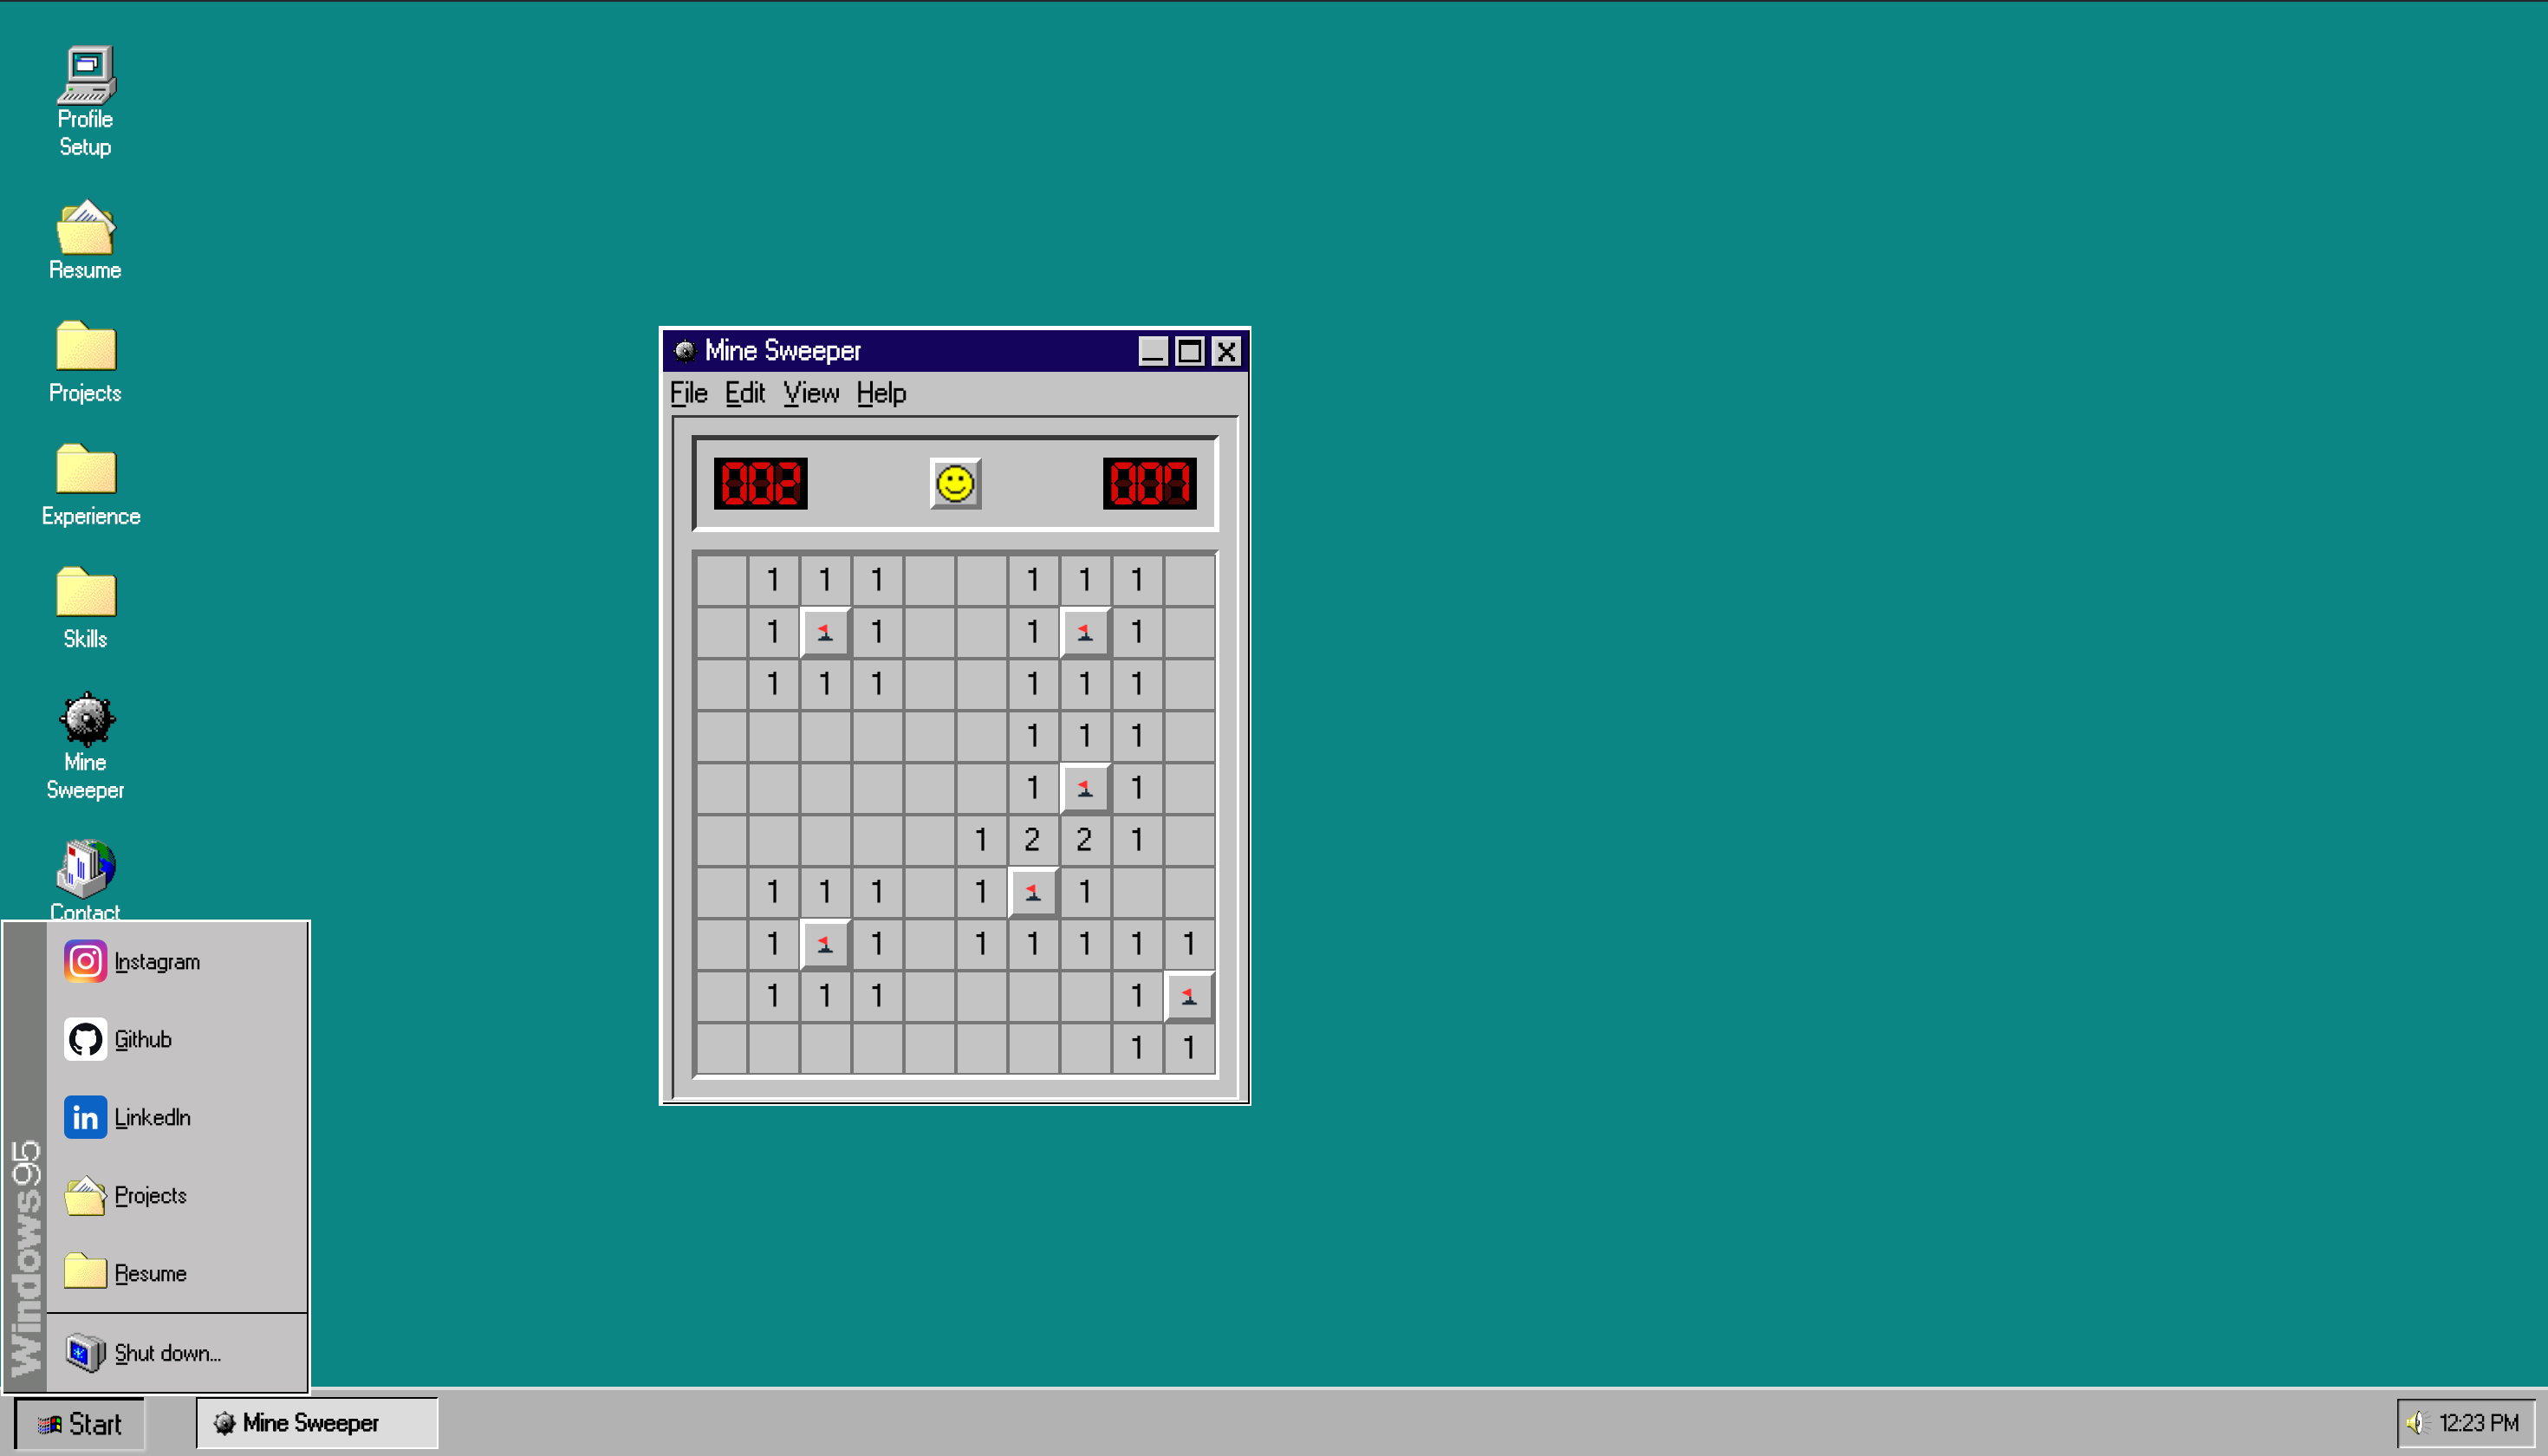 Profile
Setup
Resume
Projects
Experience
Skills
Mine
Sweeper
Contact
Mine Sweeper
File Edit View Help
002 007
1 1 1 1 1 1
1 1 1 1
1 1 1 1 1 1
1 1 1
1 1
1 2 2 1
1 1 1 1 1
1 1 1 1 1 1 1
1 1 1 1
1 1
Instagram
Github
LinkedIn
Projects
Resume
Shut down...
Windows95
Start
Mine Sweeper
12:23 PM